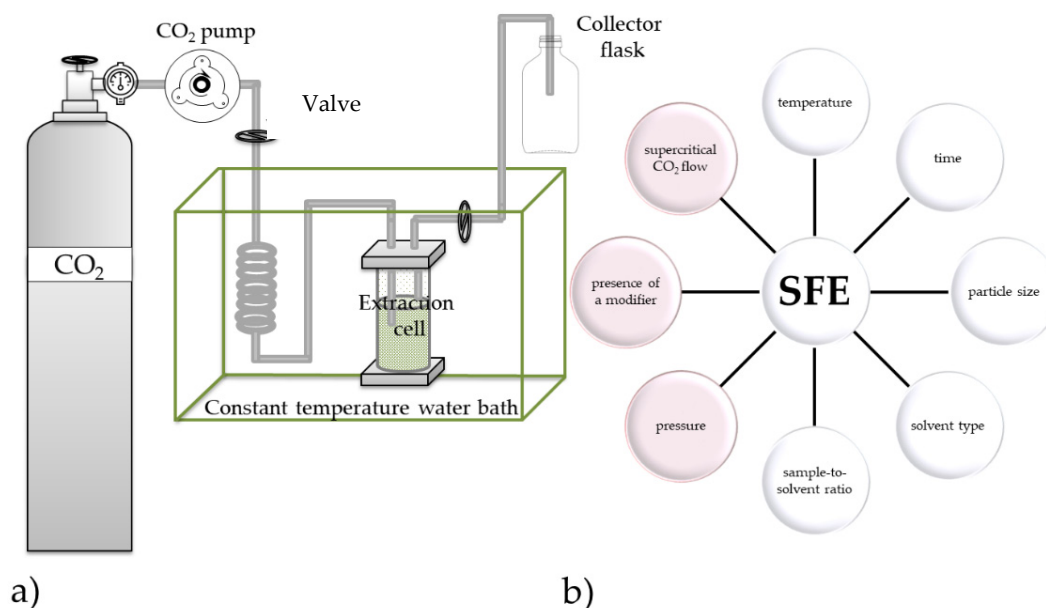 CO₂ pump
Valve
Collector
flask
CO₂
Extraction
cell
Constant temperature water bath
a)
temperature
time
particle size
solvent type
sample-to-
solvent ratio
pressure
presence of
a modifier
supercritical
CO₂ flow
SFE
b)